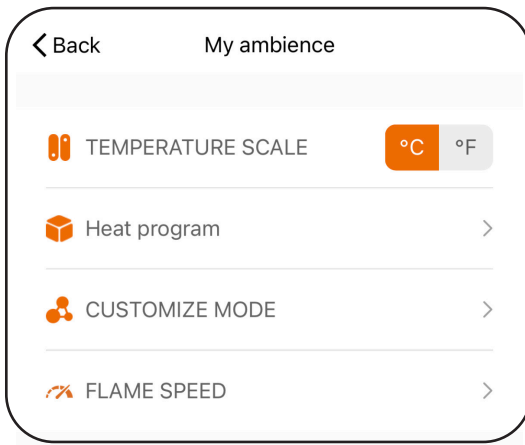 Back My ambience
TEMPERATURE SCALE °C °F
Heat program
CUSTOMIZE MODE
FLAME SPEED